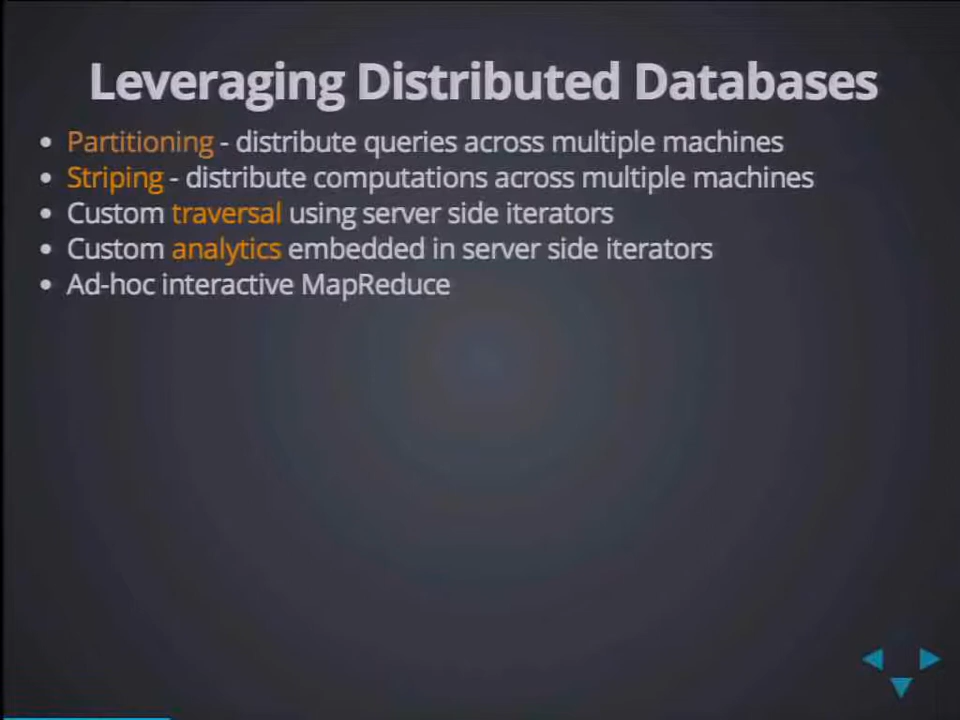 Leveraging Distributed Databases
Partitioning - distribute queries across multiple machines
Striping - distribute computations across multiple machines
Custom traversal using server side iterators
Custom analytics embedded in server side iterators
Ad-hoc interactive MapReduce